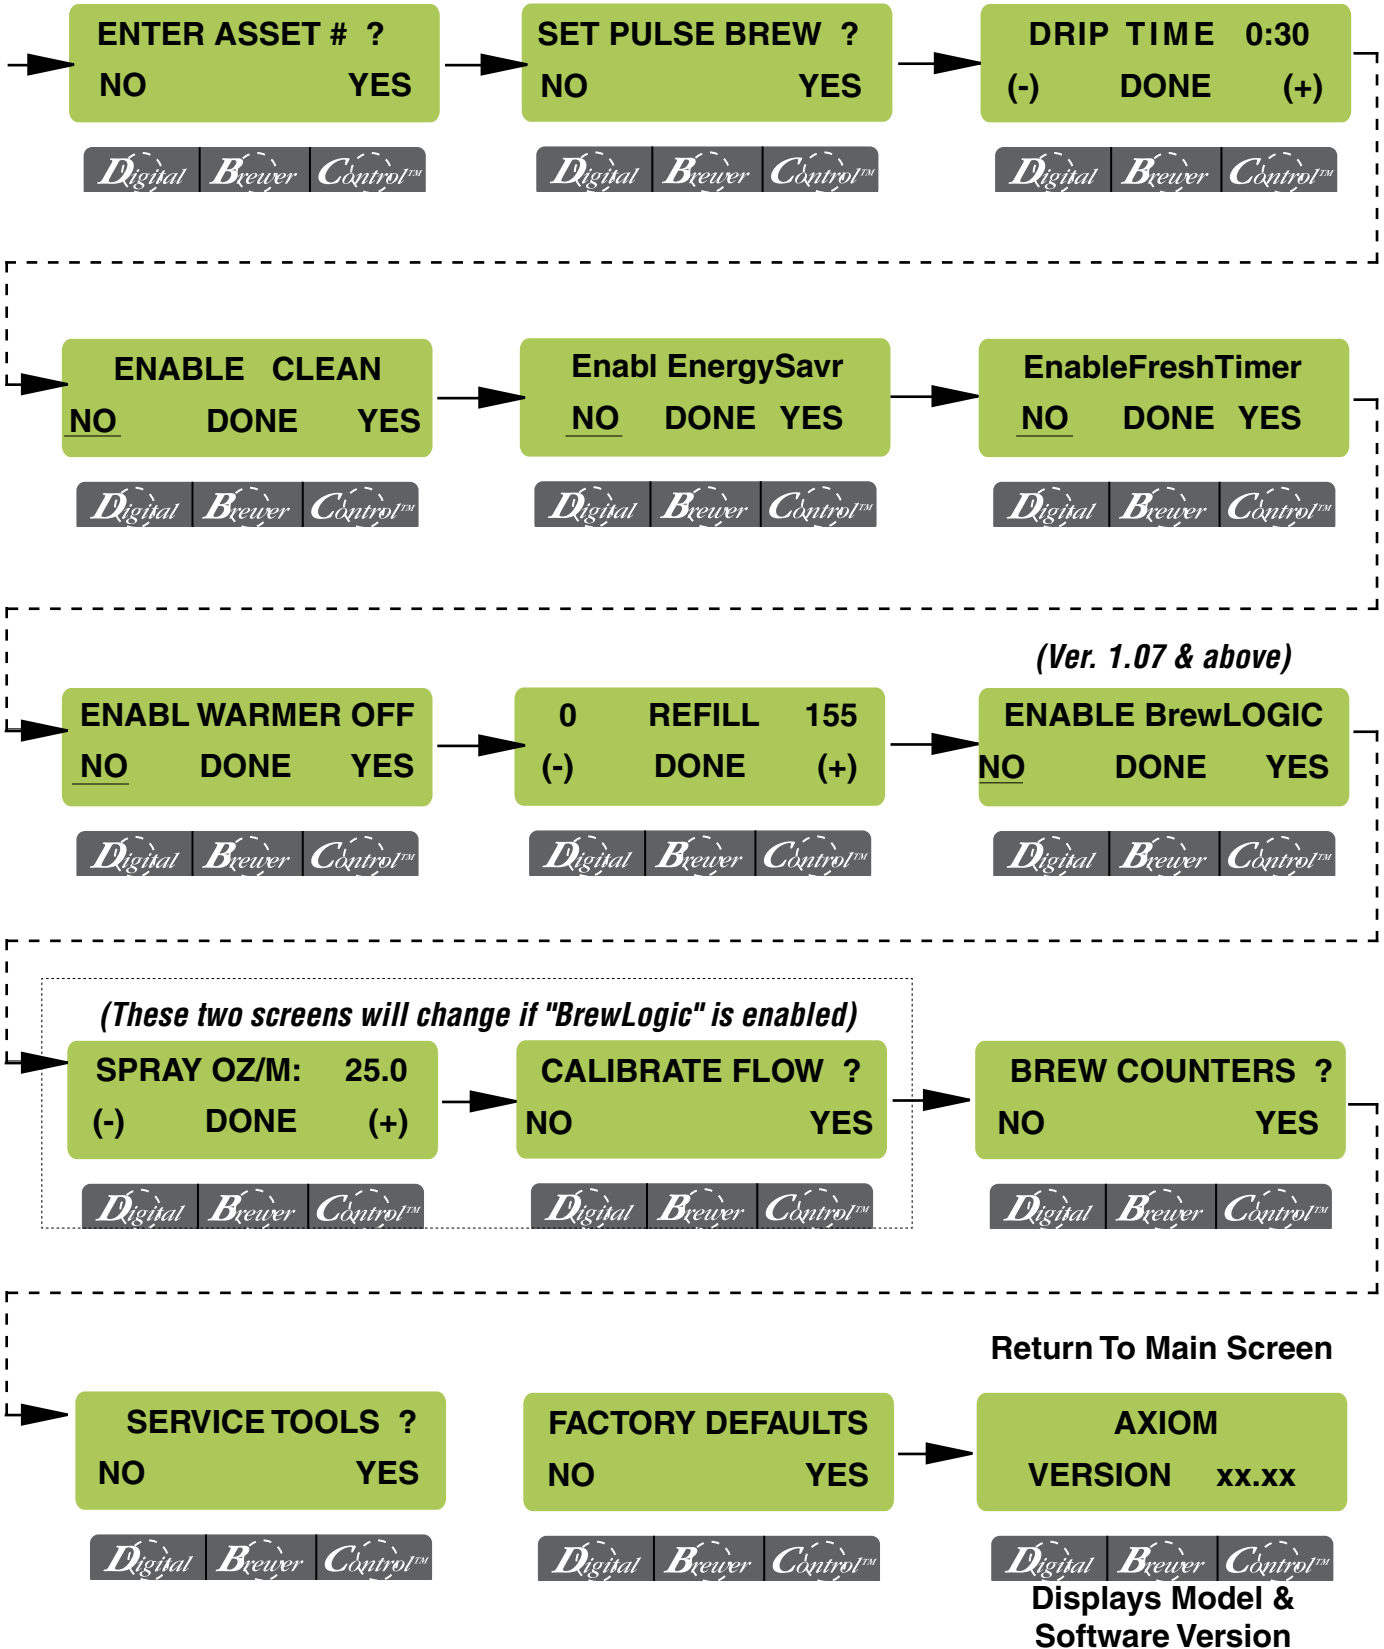 ENTER ASSET # ?
NO YES
Digital Brewer Control™
SET PULSE BREW ?
NO YES
Digital Brewer Control™
DRIP TIME 0:30
(-) DONE (+)
Digital Brewer Control™
ENABLE CLEAN
NO DONE YES
Digital Brewer Control™
Enabl EnergySavr
NO DONE YES
Digital Brewer Control™
EnableFreshTimer
NO DONE YES
Digital Brewer Control™
ENABL WARMER OFF
NO DONE YES
Digital Brewer Control™
0 REFILL 155
(-) DONE (+)
Digital Brewer Control™
(Ver. 1.07 & above)
ENABLE BrewLOGIC
NO DONE YES
Digital Brewer Control™
(These two screens will change if "BrewLogic" is enabled)
SPRAY OZ/M: 25.0
(-) DONE (+)
Digital Brewer Control™
CALIBRATE FLOW ?
NO YES
Digital Brewer Control™
BREW COUNTERS ?
NO YES
Digital Brewer Control™
SERVICE TOOLS ?
NO YES
Digital Brewer Control™
FACTORY DEFAULTS
NO YES
Digital Brewer Control™
Return To Main Screen
AXIOM
VERSION xx.xx
Digital Brewer Control™
Displays Model &
Software Version